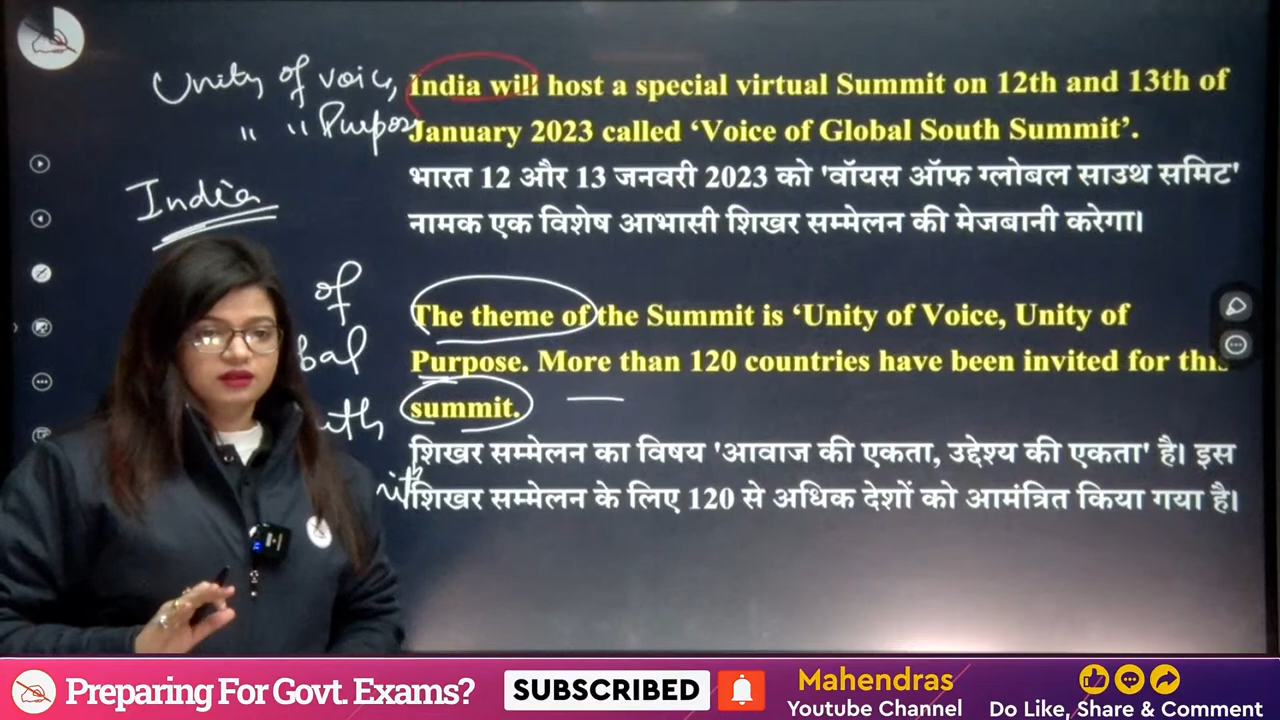 Unity of voice,
" " Purpose
India
of
bal
uth
India will host a special virtual Summit on 12th and 13th of
January 2023 called ‘Voice of Global South Summit’.
भारत 12 और 13 जनवरी 2023 को 'वॉयस ऑफ ग्लोबल साउथ समिट'
नामक एक विशेष आभासी शिखर सम्मेलन की मेजबानी करेगा।
The theme of the Summit is ‘Unity of Voice, Unity of
Purpose. More than 120 countries have been invited for this
summit.
शिखर सम्मेलन का विषय 'आवाज की एकता, उद्देश्य की एकता' है। इस
शिखर सम्मेलन के लिए 120 से अधिक देशों को आमंत्रित किया गया है।
Preparing For Govt. Exams?
SUBSCRIBED
Mahendras
Youtube Channel
Do Like, Share & Comment